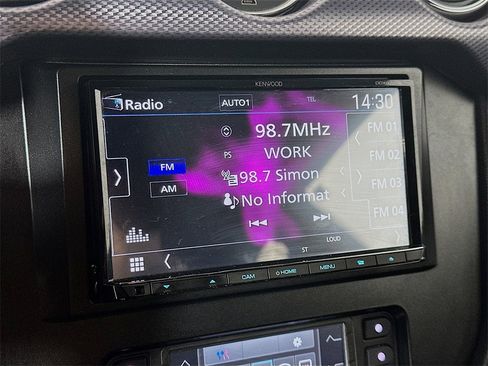 KENWOOD
Radio
AUTO1
TEL
14:30
98.7MHz
PS
WORK
98.7 Simon
No Informat
FM
AM
FM 01
FM 02
FM 03
FM 04
ST
LOUD
CAM
HOME
MENU